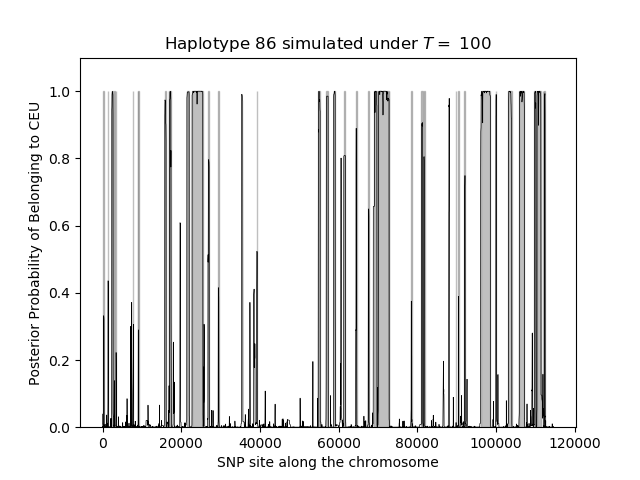 Haplotype 86 simulated under T = 100
Posterior Probability of Belonging to CEU
1.0
0.8
0.6
0.4
0.2
0.0
0 20000 40000 60000 80000 100000 120000
SNP site along the chromosome